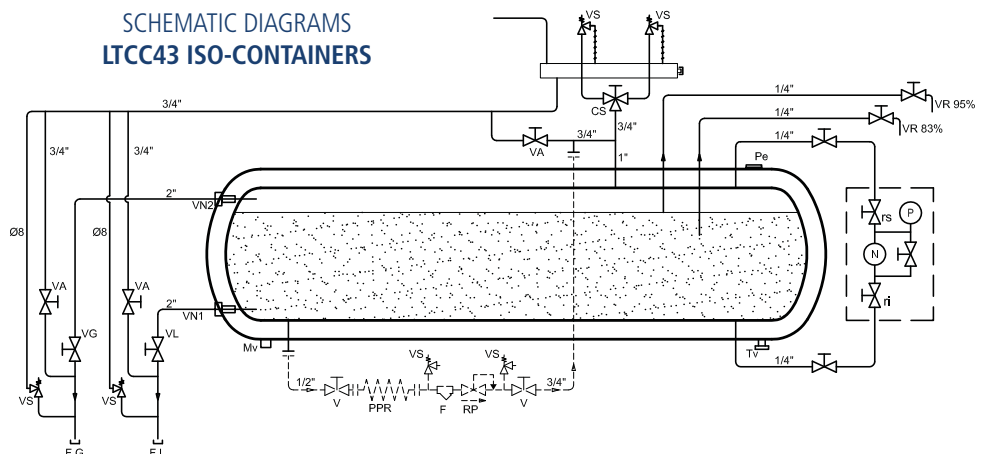 SCHEMATIC DIAGRAMS
LTCC43 ISO-CONTAINERS
VS
VS
CS
3/4"
3/4"
VA
3/4"
1"
1/4"
VR 95%
1/4"
VR 83%
1/4"
Pe
3/4"
3/4"
2"
VN2
Ø8
Ø8
rs
P
N
ri
VA
VA
2"
VN1
VG
VL
Mv
Tv
1/4"
VS
VS
1/2"
V
PPR
F
RP
V
3/4"
VS
VS
F.G
F.L